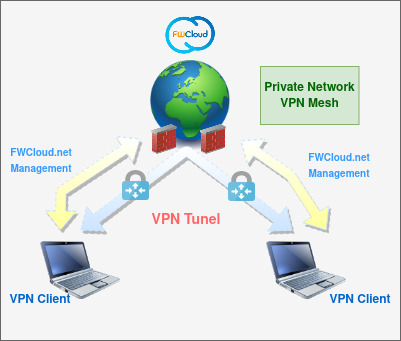 FWCloud
Private Network
VPN Mesh
FWCloud.net
Management
FWCloud.net
Management
VPN Tunel
VPN Client
VPN Client